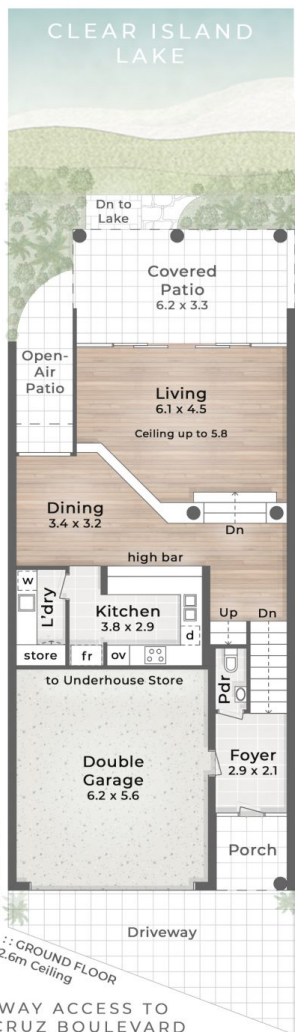 CLEAR ISLAND
LAKE
Dn to
Lake
Covered
Patio
6.2 x 3.3
Open-
Air
Patio
Living
6.1 x 4.5
Ceiling up to 5.8
Dining
3.4 x 3.2
Dn
high bar
w
L'dry
Kitchen
3.8 x 2.9
d
Up
Dn
store
fr
ov
to Underhouse Store
Pdr
Double
Garage
6.2 x 5.6
Foyer
2.9 x 2.1
Porch
Driveway
:: GROUND FLOOR
2.6m Ceiling
WAY ACCESS TO
CRUZ BOULEVARD